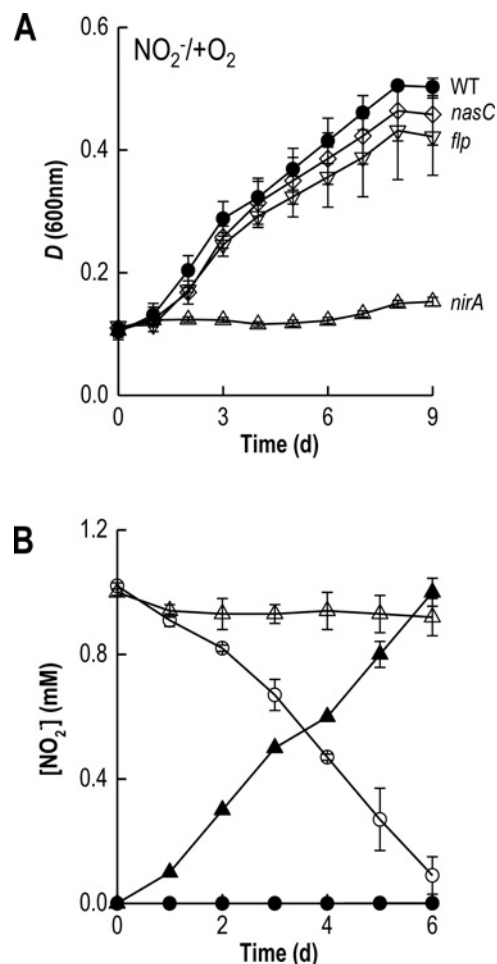 A
NO₂⁻/+O₂
D (600nm)
0.6
0.4
0.2
0.0
WT
nasC
flp
nirA
0 3 6 9
Time (d)
B
[NO₂⁻] (mM)
1.2
0.8
0.4
0.0
0 2 4 6
Time (d)